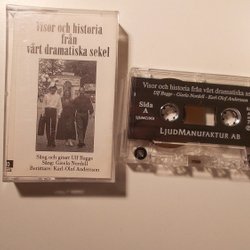 Visor och historia
från
vårt dramatiska sekel
Sång och gitarr Ulf Bagge
Sång: Gisela Nordell
Berättare: Karl-Olof Andersson
Visor och historia från vårt dramatiska sekel
Ulf Bagge - Gisela Nordell - Karl-Olof Andersson
Sida
A
LJUDMANUFAKTUR AB